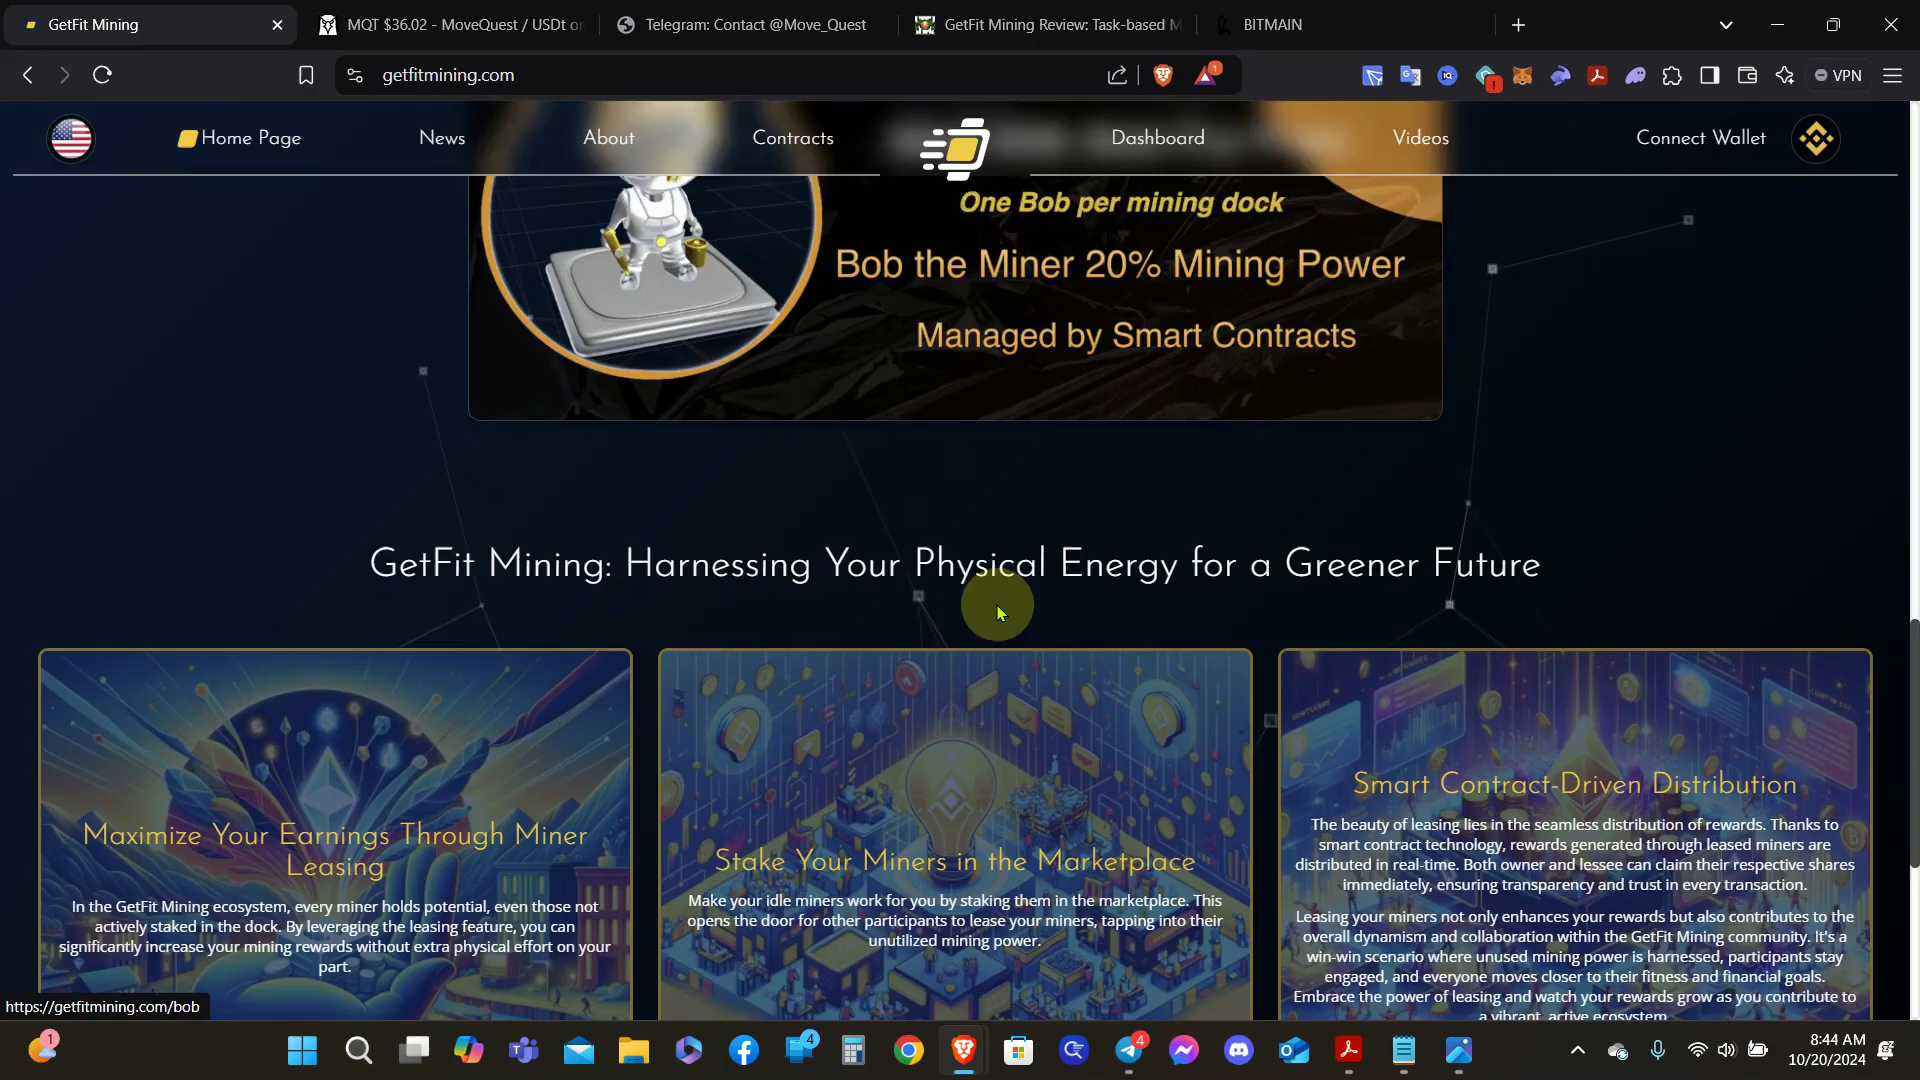 GetFit Mining
MQT $36.02 - MoveQuest / USDt or
Telegram: Contact @Move_Quest
GetFit Mining Review: Task-based M
BITMAIN
getfitmining.com
1
VPN
Home Page
News
About
Contracts
Dashboard
Videos
Connect Wallet
One Bob per mining dock
Bob the Miner 20% Mining Power
Managed by Smart Contracts
GetFit Mining: Harnessing Your Physical Energy for a Greener Future
Maximize Your Earnings Through Miner
Leasing
In the GetFit Mining ecosystem, every miner holds potential, even those not
actively staked in the dock. By leveraging the leasing feature, you can
significantly increase your mining rewards without extra physical effort on your
part.
Stake Your Miners in the Marketplace
Make your idle miners work for you by staking them in the marketplace. This
opens the door for other participants to lease your miners, tapping into their
unutilized mining power.
Smart Contract-Driven Distribution
The beauty of leasing lies in the seamless distribution of rewards. Thanks to
smart contract technology, rewards generated through leased miners are
distributed in real-time. Both owner and lessee can claim their respective shares
immediately, ensuring transparency and trust in every transaction.
Leasing your miners not only enhances your rewards but also contributes to the
overall dynamism and collaboration within the GetFit Mining community. It's a
win-win scenario where unused mining power is harnessed, participants stay
engaged, and everyone moves closer to their fitness and financial goals.
Embrace the power of leasing and watch your rewards grow as you contribute to
a vibrant, active ecosystem.
https://getfitmining.com/bob
1
4
4
8:44 AM
10/20/2024